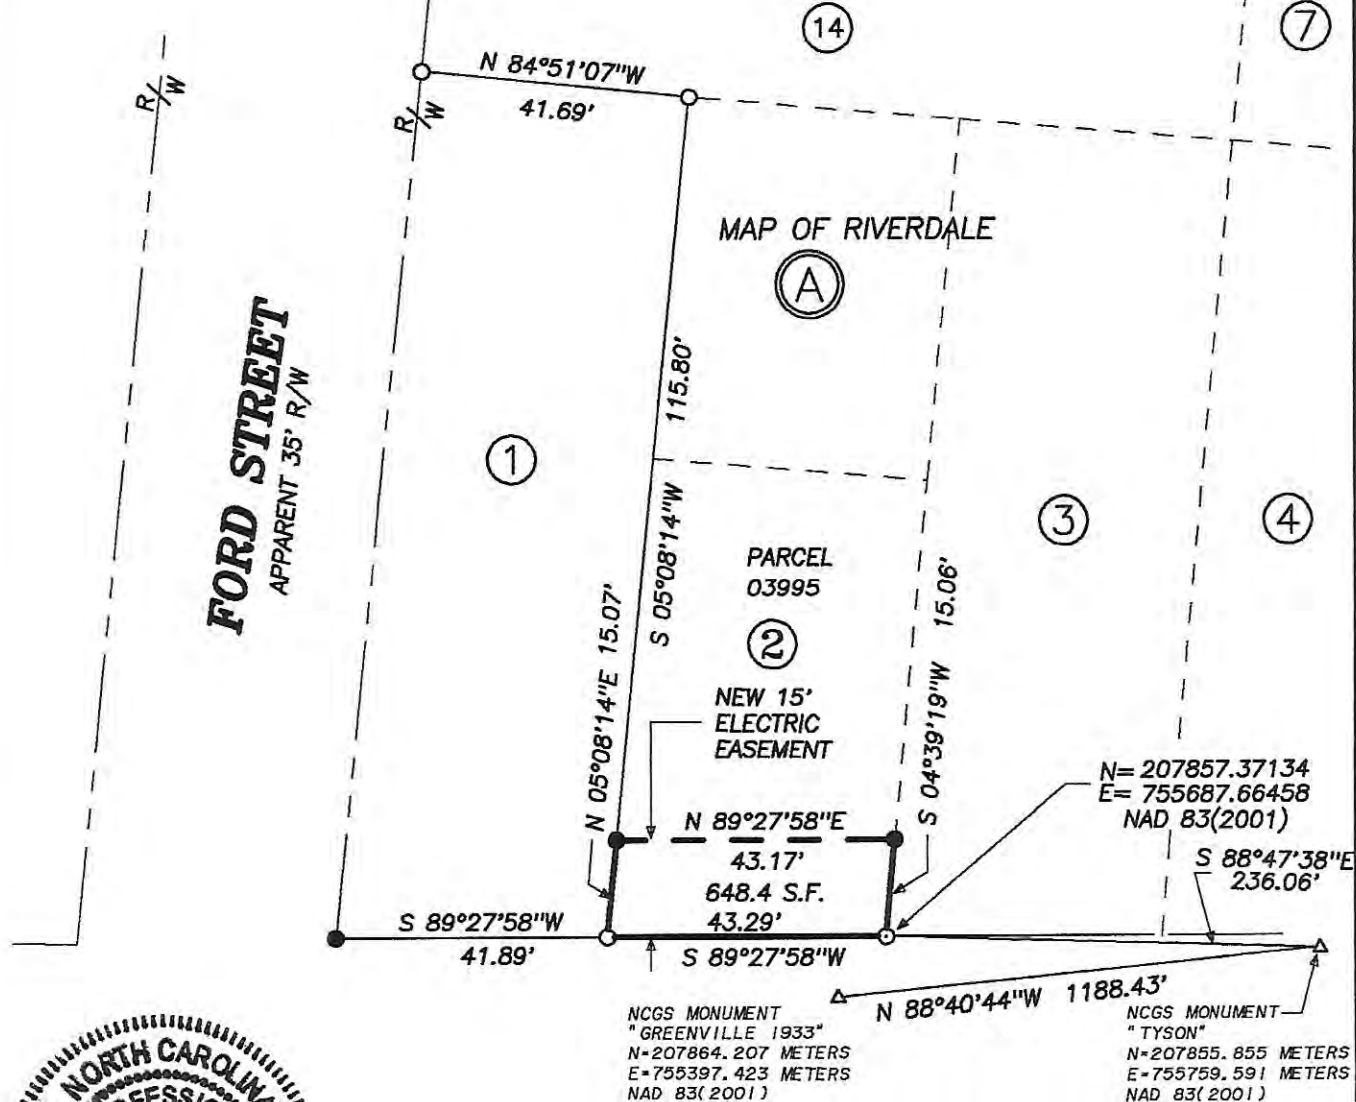 14
7
N 84°51'07"W
41.69'
R/W
R/W
MAP OF RIVERDALE
A
FORD STREET
APPARENT 35' R/W
115.80'
S 05°08'14"W
1
3
4
PARCEL
03995
2
NEW 15'
ELECTRIC
EASEMENT
N 05°08'14"E 15.07'
S 04°39'19"W 15.06'
N= 207857.37134
E= 755687.66458
NAD 83(2001)
S 88°47'38"E
236.06'
N 89°27'58"E
43.17'
648.4 S.F.
43.29'
S 89°27'58"W
S 89°27'58"W
41.89'
N 88°40'44"W 1188.43'
NCGS MONUMENT
"GREENVILLE 1933"
N=207864.207 METERS
E=755397.423 METERS
NAD 83(2001)
NCGS MONUMENT
"TYSON"
N=207855.855 METERS
E=755759.591 METERS
NAD 83(2001)
NORTH CAROLINA